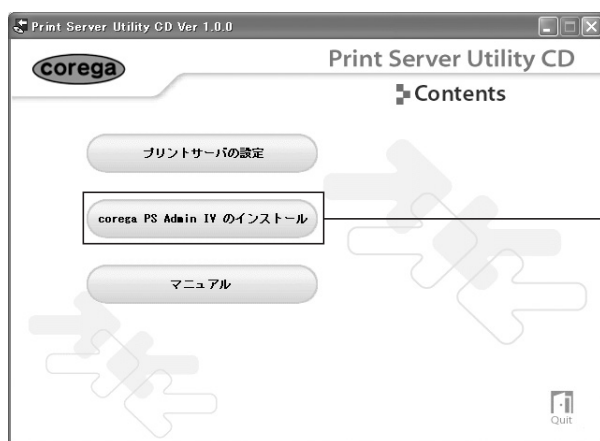 Print Server Utility CD Ver 1.0.0
corega
Print Server Utility CD
Contents
プリントサーバの設定
corega PS Admin IV のインストール
マニュアル
Quit